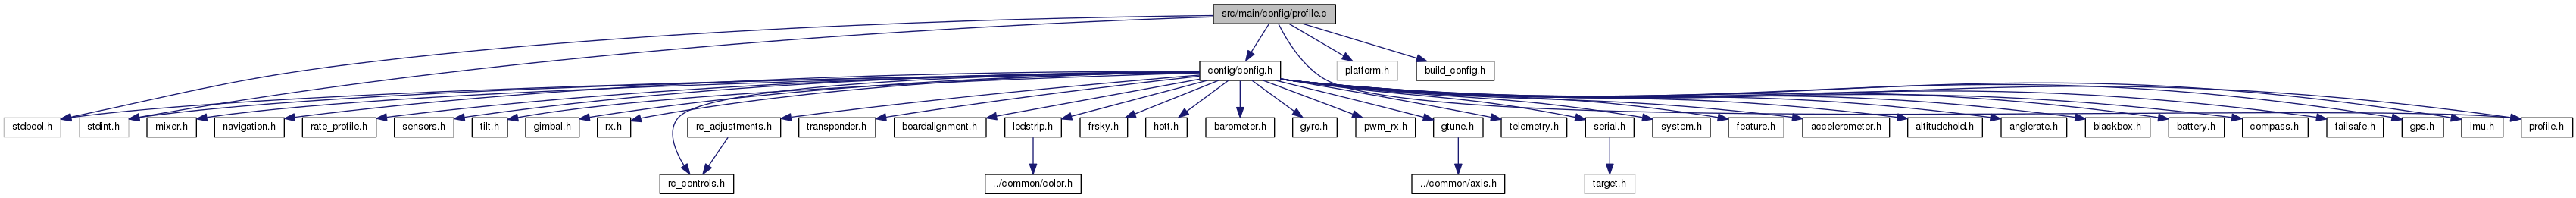 src/main/config/profile.c
config/config.h
platform.h
build_config.h
stdbool.h
stdint.h
mixer.h
navigation.h
rate_profile.h
sensors.h
tilt.h
gimbal.h
rx.h
rc_adjustments.h
transponder.h
boardalignment.h
ledstrip.h
frsky.h
hott.h
barometer.h
gyro.h
pwm_rx.h
gtune.h
telemetry.h
serial.h
system.h
feature.h
accelerometer.h
altitudehold.h
anglerate.h
blackbox.h
battery.h
compass.h
failsafe.h
gps.h
imu.h
profile.h
rc_controls.h
../common/color.h
../common/axis.h
target.h